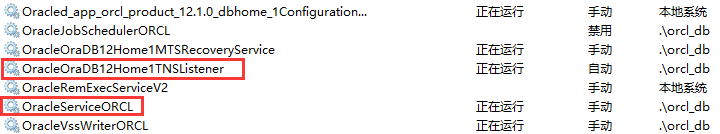 Oracled_app_orcl_product_12.1.0_dbhome_1Configuration... 正在运行 手动 本地系统
OracleJobSchedulerORCL 禁用 .\orcl_db
OracleOraDB12Home1MTSRecoveryService 正在运行 手动 .\orcl_db
OracleOraDB12Home1TNSListener 正在运行 自动 .\orcl_db
OracleRemExecServiceV2 手动 本地系统
OracleServiceORCL 正在运行 手动 .\orcl_db
OracleVssWriterORCL 正在运行 手动 .\orcl_db